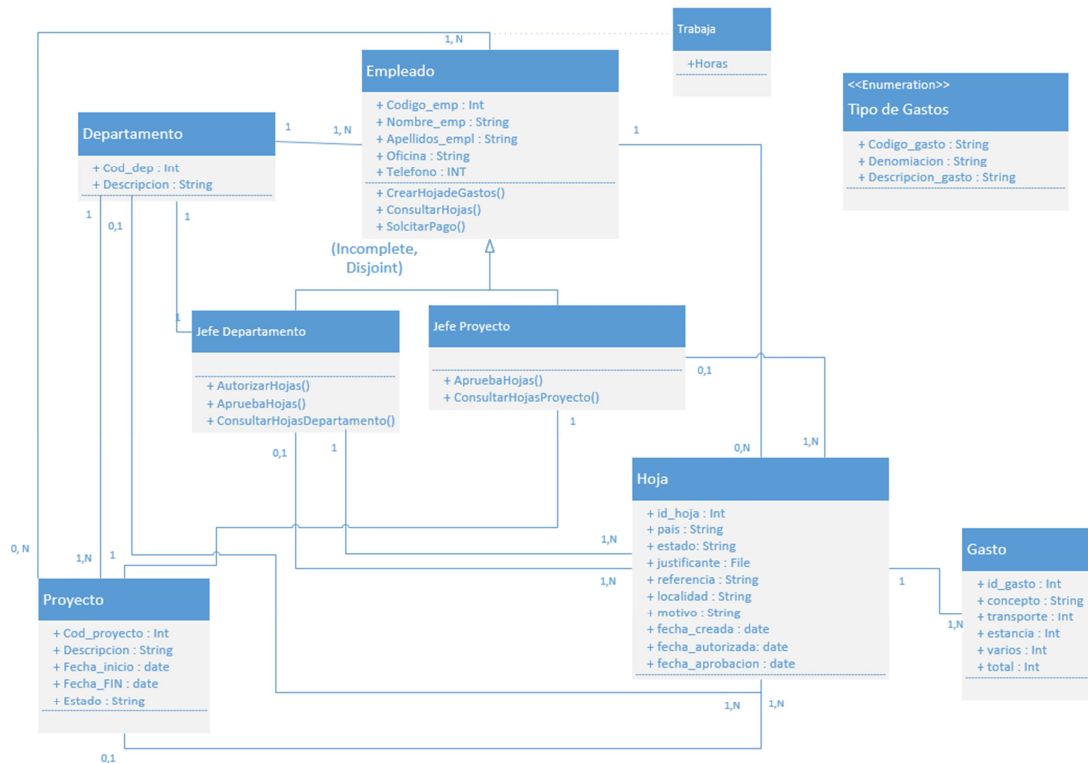 1, N
Trabaja
+Horas
Empleado
+ Codigo_emp : Int
+ Nombre_emp : String
+ Apellidos_empl : String
+ Oficina : String
+ Telefono : INT
+ CrearHojadeGastos()
+ ConsultarHojas()
+ SolcitarPago()
<<Enumeration>>
Tipo de Gastos
+ Codigo_gasto : String
+ Denomiacion : String
+ Descripcion_gasto : String
Departamento
+ Cod_dep : Int
+ Descripcion : String
1
1, N
1
1
0,1
1
(Incomplete,
Disjoint)
1
Jefe Departamento
+ AutorizarHojas()
+ ApruebaHojas()
+ ConsultarHojasDepartamento()
Jefe Proyecto
+ ApruebaHojas()
+ ConsultarHojasProyecto()
0,1
0,1
1
1
0,N
1,N
Hoja
+ id_hoja : Int
+ pais : String
+ estado: String
+ justificante : File
+ referencia : String
+ localidad : String
+ motivo : String
+ fecha_creada : date
+ fecha_autorizada: date
+ fecha_aprobacion : date
0, N
1,N
1
1,N
1,N
1
1,N
Gasto
+ id_gasto : Int
+ concepto : String
+ transporte : Int
+ estancia : Int
+ varios : Int
+ total : Int
Proyecto
+ Cod_proyecto : Int
+ Descripcion : String
+ Fecha_inicio : date
+ Fecha_FIN : date
+ Estado : String
1,N
1,N
0,1